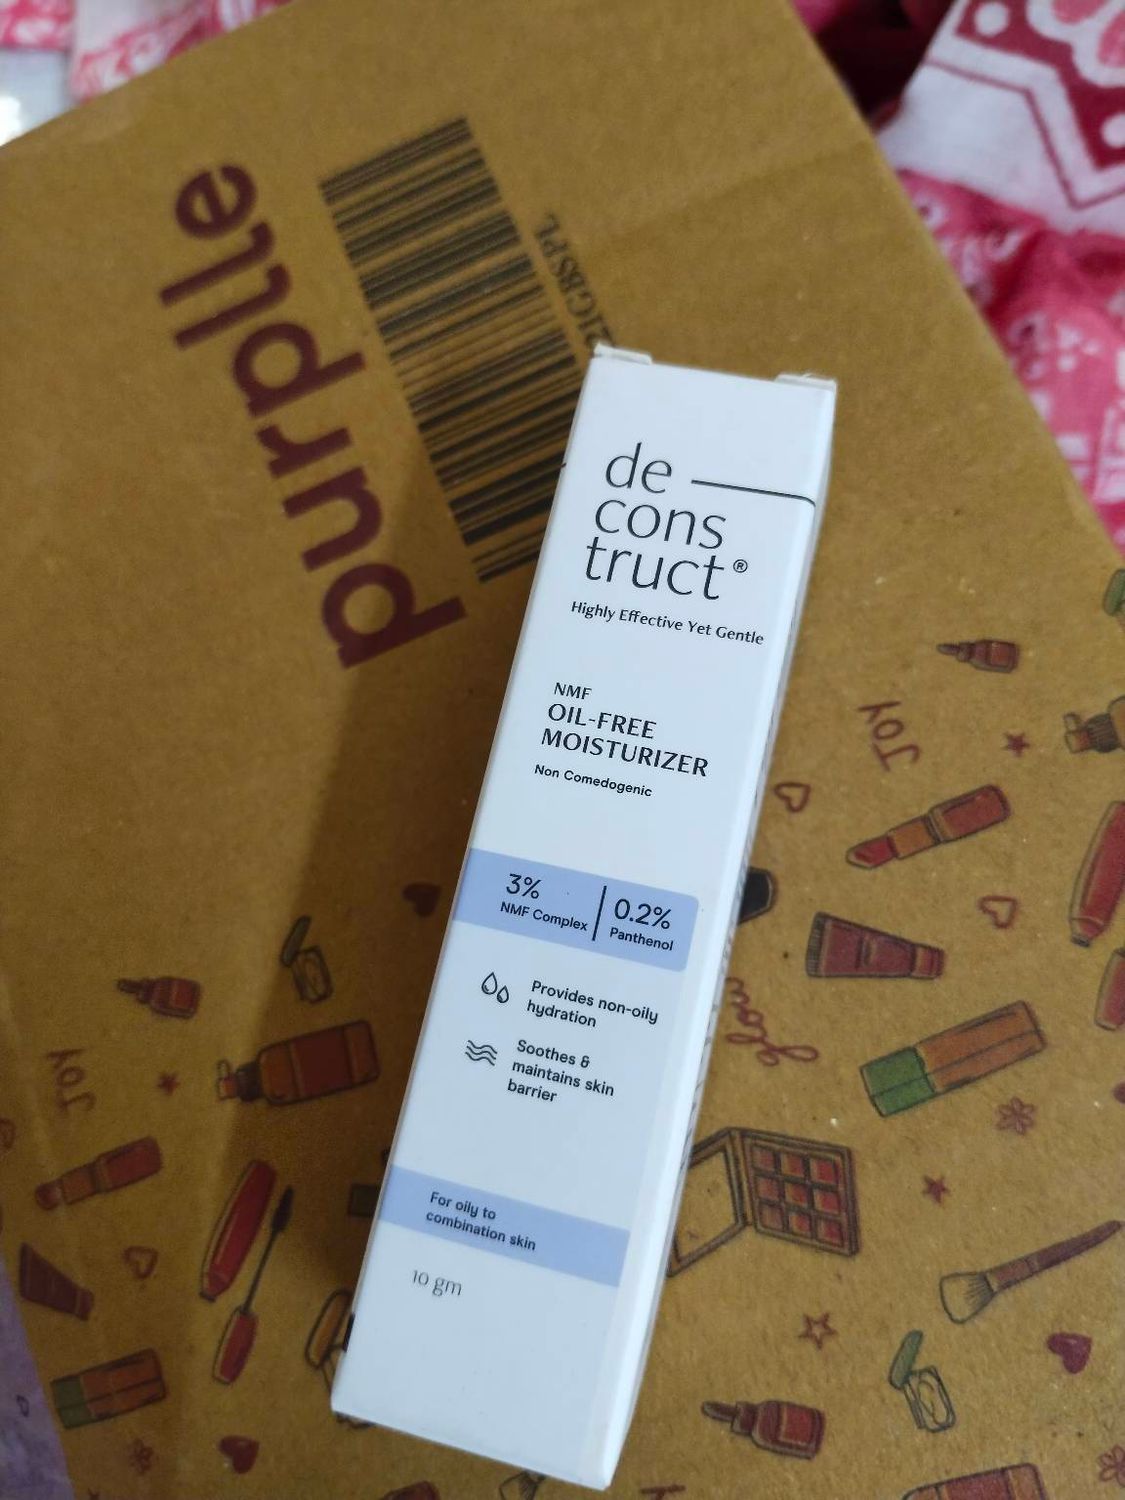 purplle
de
cons
truct®
Highly Effective Yet Gentle
NMF
OIL-FREE
MOISTURIZER
Non Comedogenic
3%
NMF Complex
0.2%
Panthenol
Provides non-oily
hydration
Soothes &
maintains skin
barrier
For oily to
combination skin
10 gm
JOY
JOY